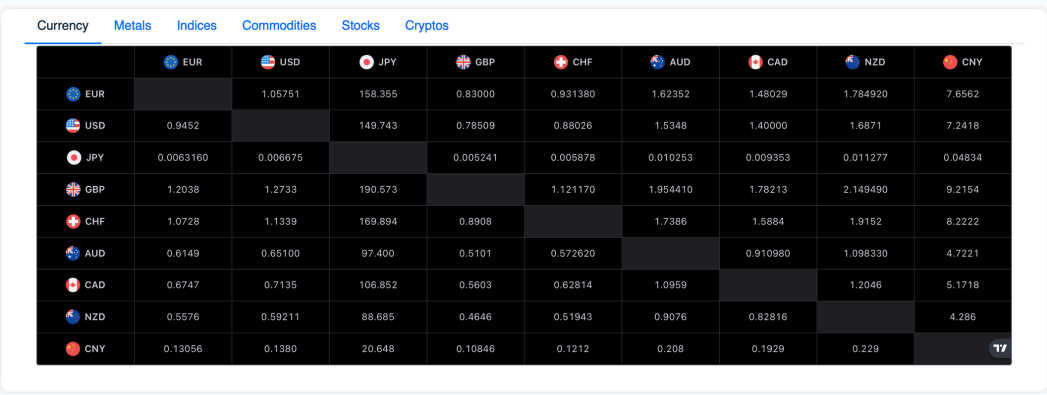 Currency Metals Indices Commodities Stocks Cryptos
EUR USD JPY GBP CHF AUD CAD NZD CNY
EUR 1.05751 158.355 0.83000 0.931380 1.62352 1.48029 1.784920 7.6562
USD 0.9452 149.743 0.78509 0.88026 1.5348 1.40000 1.6871 7.2418
JPY 0.0063160 0.006675 0.005241 0.005878 0.010253 0.009353 0.011277 0.04834
GBP 1.2038 1.2733 190.573 1.121170 1.954410 1.78213 2.149490 9.2154
CHF 1.0728 1.1339 169.894 0.8908 1.7386 1.5884 1.9152 8.2222
AUD 0.6149 0.65100 97.400 0.5101 0.572620 0.910980 1.098330 4.7221
CAD 0.6747 0.7135 106.852 0.5603 0.62814 1.0959 1.2046 5.1718
NZD 0.5576 0.59211 88.685 0.4646 0.51943 0.9076 0.82816 4.286
CNY 0.13056 0.1380 20.648 0.10846 0.1212 0.208 0.1929 0.229